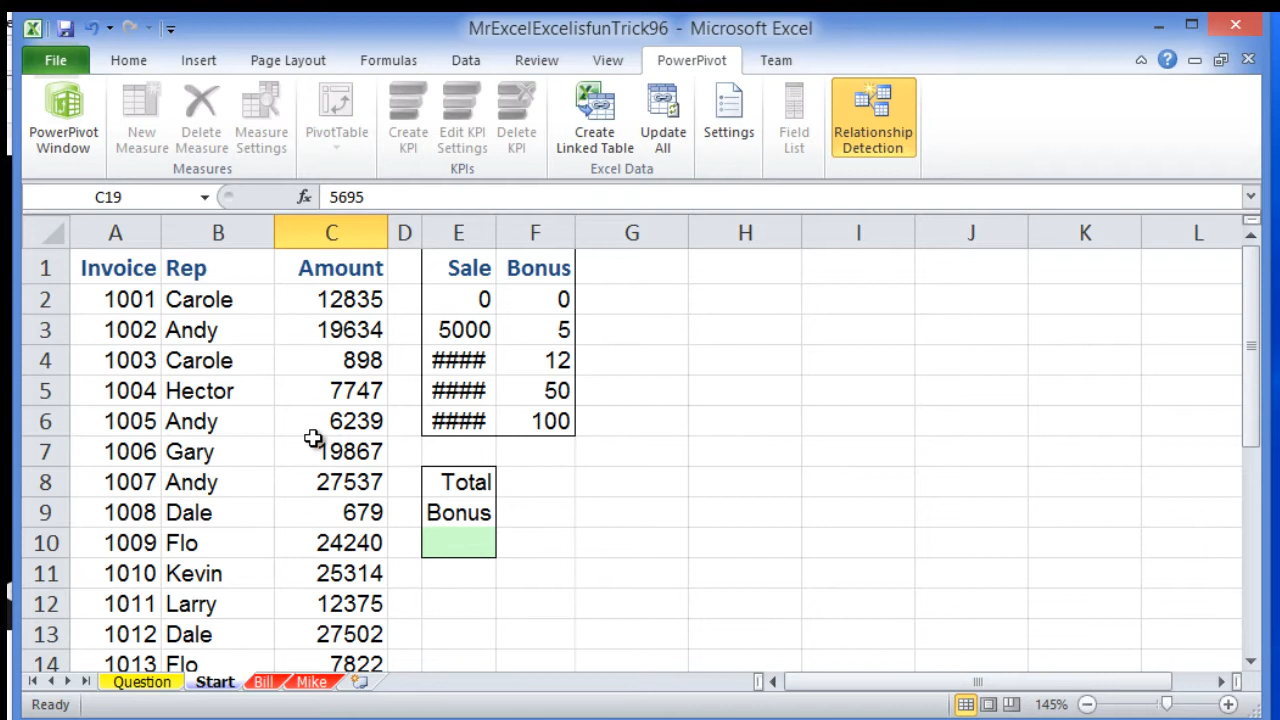 MrExcelExcelisfunTrick96 - Microsoft Excel
File Home Insert Page Layout Formulas Data Review View PowerPivot Team
PowerPivot Window
New Measure
Delete Measure
Measure Settings
PivotTable
Create KPI
Edit KPI Settings
Delete KPI
Create Linked Table
Update All
Settings
Field List
Relationship Detection
Measures KPIs Excel Data
C19 fx 5695
A B C D E F G H I J K L
1 Invoice Rep Amount Sale Bonus
2 1001 Carole 12835 0 0
3 1002 Andy 19634 5000 5
4 1003 Carole 898 #### 12
5 1004 Hector 7747 #### 50
6 1005 Andy 6239 #### 100
7 1006 Gary 19867
8 1007 Andy 27537 Total
9 1008 Dale 679 Bonus
10 1009 Flo 24240
11 1010 Kevin 25314
12 1011 Larry 12375
13 1012 Dale 27502
14 1013 Flo 7822
Question Start Bill Mike
Ready 145%